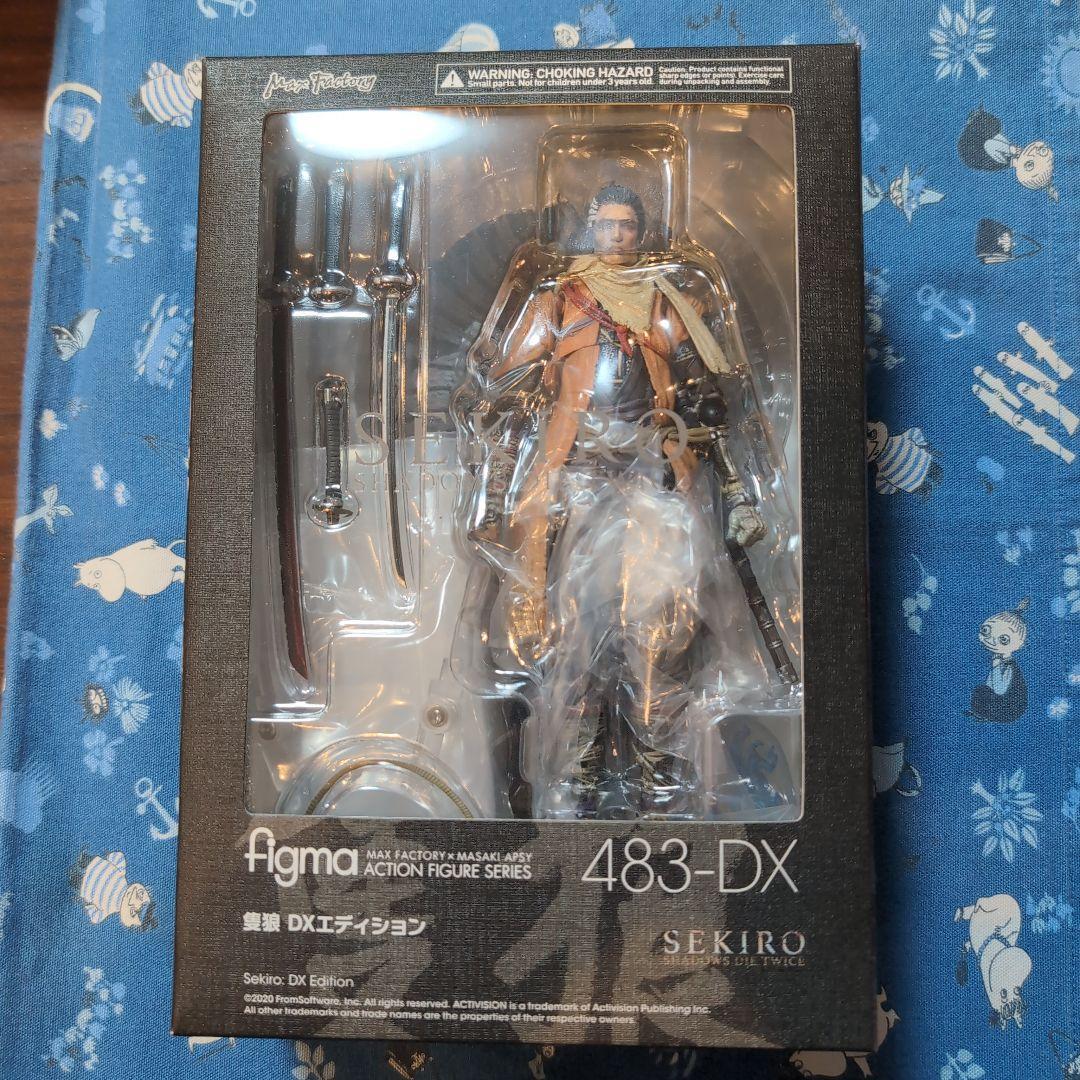 Max Factory
WARNING: CHOKING HAZARD
Small parts. Not for children under 3 years old.
Caution: Product contains functional
sharp edges (or points). Exercise care
during unpacking and assembly.
SEKIRO
figma
MAX FACTORY × MASAKI APSY
ACTION FIGURE SERIES
483-DX
隻狼 DXエディション
SEKIRO
SHADOWS DIE TWICE
Sekiro: DX Edition
©2020 FromSoftware, Inc. All rights reserved. ACTIVISION is a trademark of Activision Publishing Inc.
All other trademarks and trade names are the properties of their respective owners.